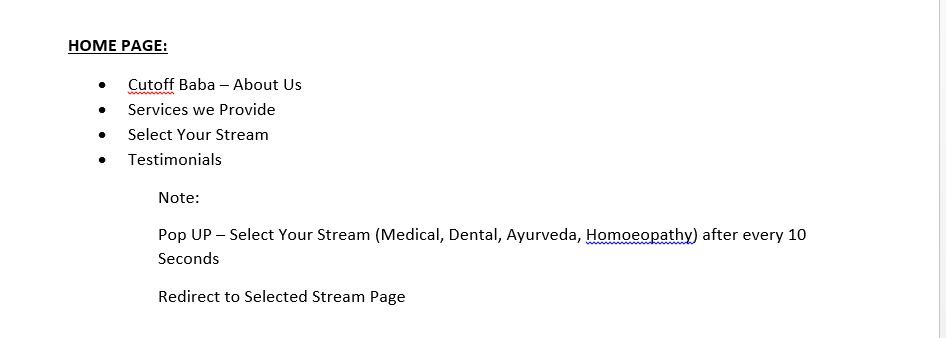 HOME PAGE:
• Cutoff Baba – About Us
• Services we Provide
• Select Your Stream
• Testimonials
Note:
Pop UP – Select Your Stream (Medical, Dental, Ayurveda, Homoeopathy) after every 10
Seconds
Redirect to Selected Stream Page